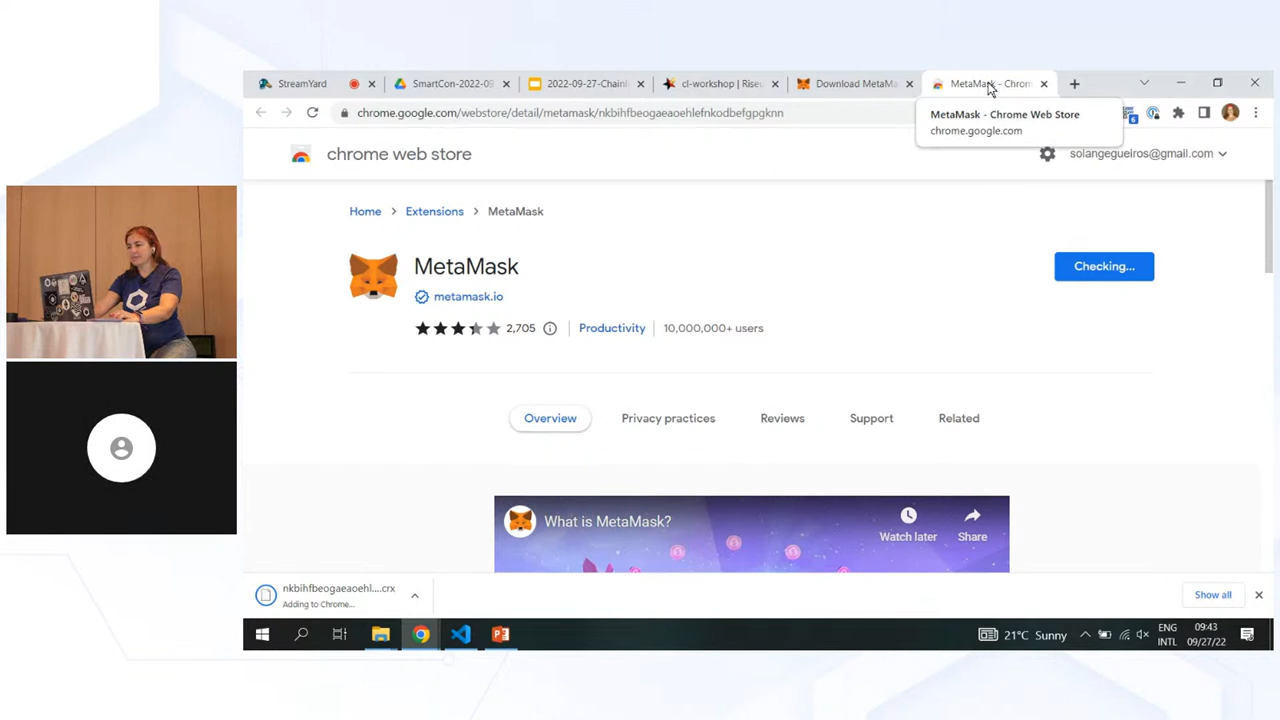 StreamYard
SmartCon-2022-09
2022-09-27-Chainl
cl-workshop | Riseu
Download MetaMa
MetaMask - Chrom
chrome.google.com/webstore/detail/metamask/nkbihfbeogaeaoehlefnkodbefgpgknn
6
MetaMask - Chrome Web Store
chrome.google.com
chrome web store
solangegueiros@gmail.com
Home
Extensions
MetaMask
MetaMask
Checking...
metamask.io
2,705
Productivity
10,000,000+ users
Overview
Privacy practices
Reviews
Support
Related
What is MetaMask?
Watch later
Share
nkbihfbeogaeaoehl....crx
Adding to Chrome...
Show all
21°C Sunny
ENG
INTL
09:43
09/27/22